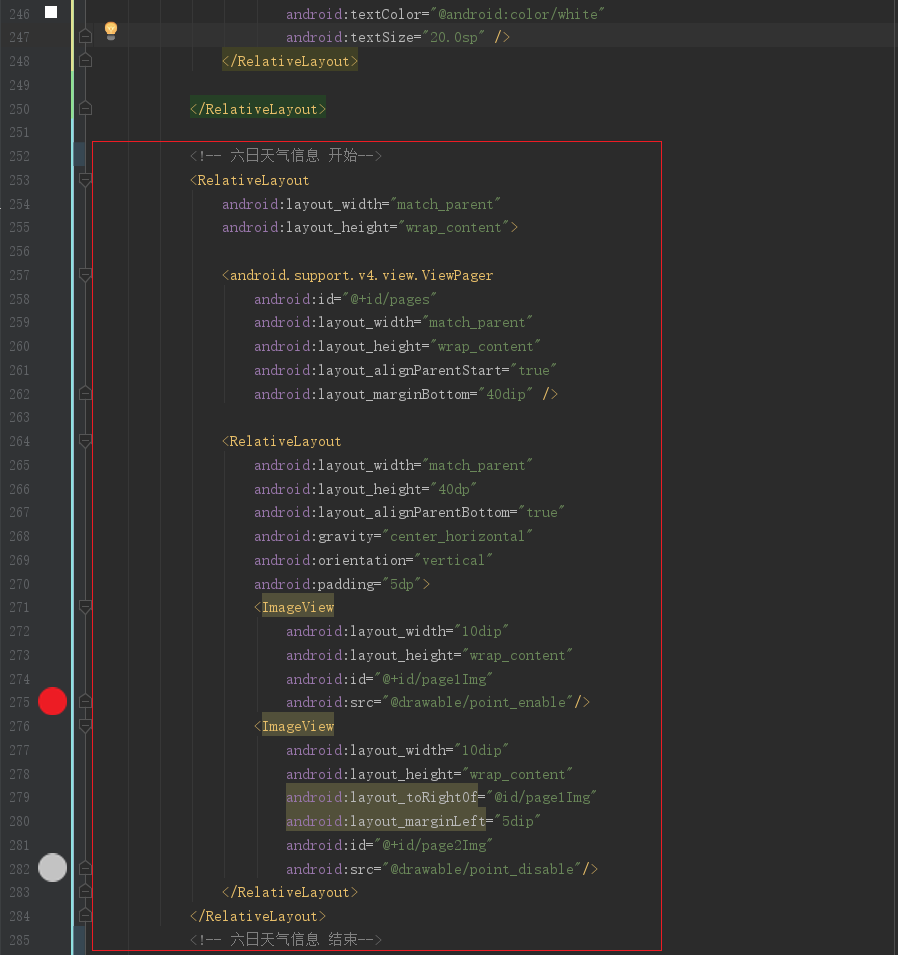 246 android:textColor="@android:color/white"
247 android:textSize="20.0sp" />
248 </RelativeLayout>
249
250 </RelativeLayout>
251
252 <!-- 六日天气信息 开始-->
253 <RelativeLayout
254 android:layout_width="match_parent"
255 android:layout_height="wrap_content">
256
257 <android.support.v4.view.ViewPager
258 android:id="@+id/pages"
259 android:layout_width="match_parent"
260 android:layout_height="wrap_content"
261 android:layout_alignParentStart="true"
262 android:layout_marginBottom="40dip" />
263
264 <RelativeLayout
265 android:layout_width="match_parent"
266 android:layout_height="40dp"
267 android:layout_alignParentBottom="true"
268 android:gravity="center_horizontal"
269 android:orientation="vertical"
270 android:padding="5dp">
271 <ImageView
272 android:layout_width="10dip"
273 android:layout_height="wrap_content"
274 android:id="@+id/page1Img"
275 android:src="@drawable/point_enable"/>
276 <ImageView
277 android:layout_width="10dip"
278 android:layout_height="wrap_content"
279 android:layout_toRightOf="@id/page1Img"
280 android:layout_marginLeft="5dip"
281 android:id="@+id/page2Img"
282 android:src="@drawable/point_disable"/>
283 </RelativeLayout>
284 </RelativeLayout>
285 <!-- 六日天气信息 结束-->